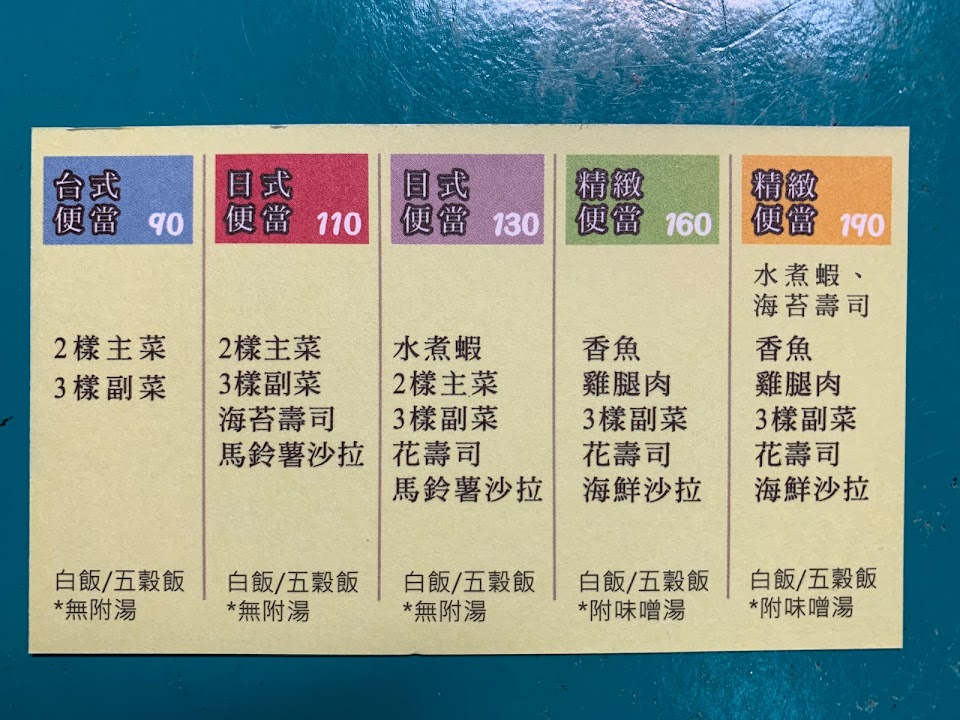 台式
便當 90
2樣主菜
3樣副菜
白飯/五穀飯
*無附湯
日式
便當 110
2樣主菜
3樣副菜
海苔壽司
馬鈴薯沙拉
白飯/五穀飯
*無附湯
日式
便當 130
水煮蝦
2樣主菜
3樣副菜
花壽司
馬鈴薯沙拉
白飯/五穀飯
*無附湯
精緻
便當 160
香魚
雞腿肉
3樣副菜
花壽司
海鮮沙拉
白飯/五穀飯
*附味噌湯
精緻
便當 190
水煮蝦、
海苔壽司
香魚
雞腿肉
3樣副菜
花壽司
海鮮沙拉
白飯/五穀飯
*附味噌湯